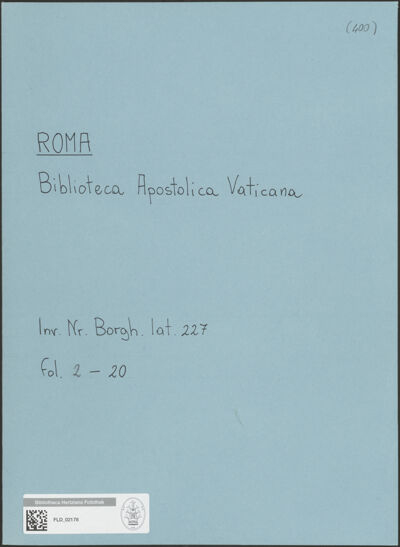 (400)
ROMA
Biblioteca Apostolica Vaticana
Inv. Nr. Borgh. lat. 227
fol. 2 – 20
Bibliotheca Hertziana Fotothek
FLD_02178